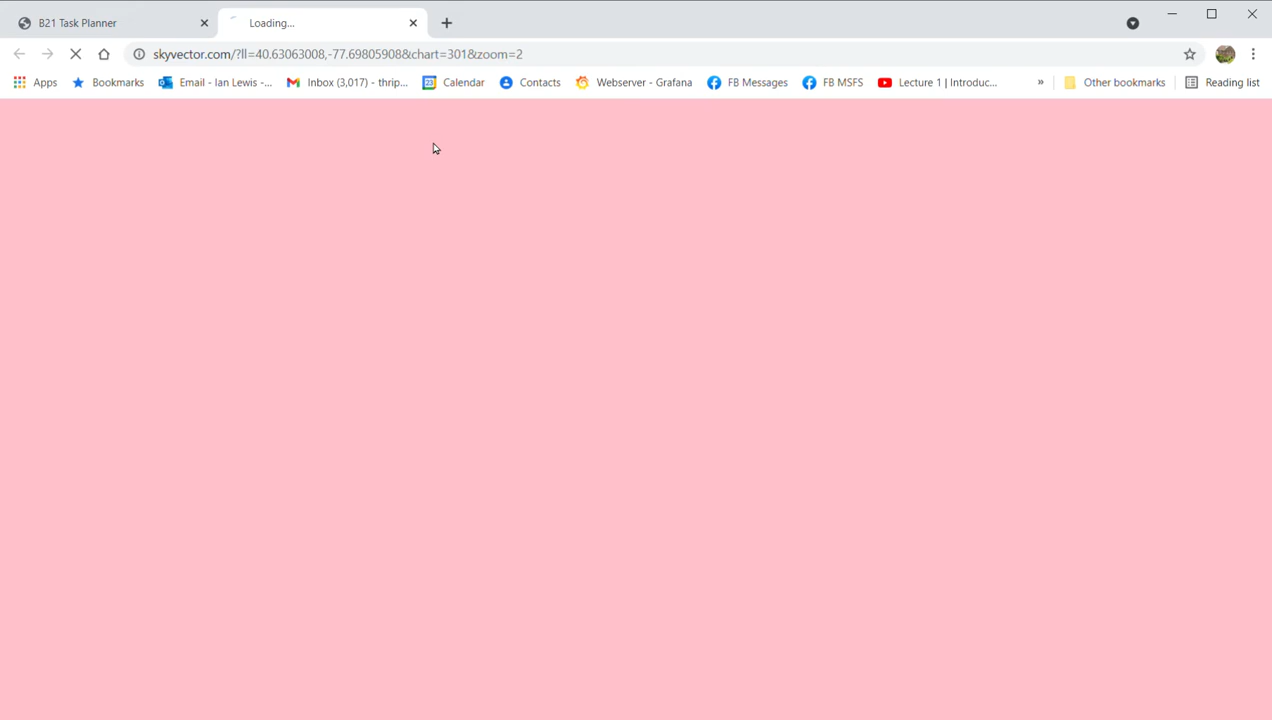 B21 Task Planner
Loading...
skyvector.com/?ll=40.63063008,-77.69805908&chart=301&zoom=2
Apps Bookmarks Email - Ian Lewis -... Inbox (3,017) - thrip... Calendar Contacts Webserver - Grafana FB Messages FB MSFS Lecture 1 | Introduc... » Other bookmarks Reading list